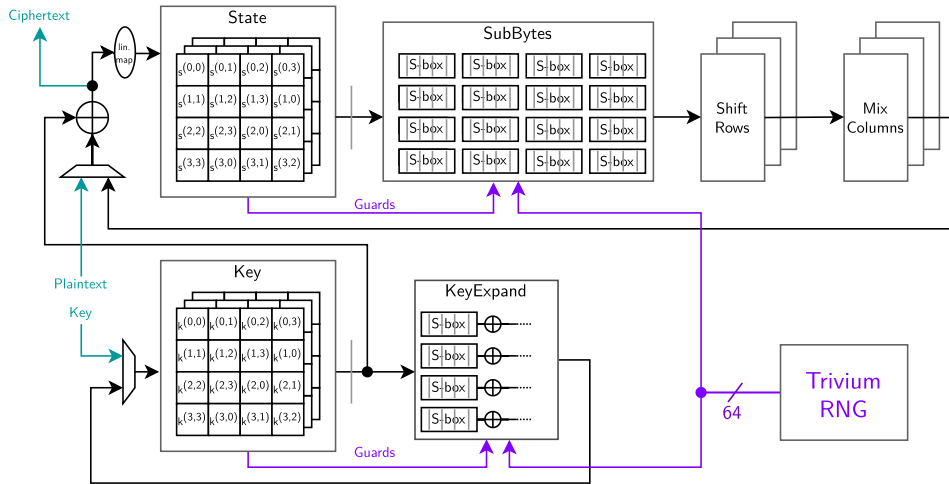 Ciphertext
lin.
map
State
s(0,0) s(0,1) s(0,2) s(0,3)
s(1,1) s(1,2) s(1,3) s(1,0)
s(2,2) s(2,3) s(2,0) s(2,1)
s(3,3) s(3,0) s(3,1) s(3,2)
SubBytes
S-box S-box S-box S-box
S-box S-box S-box S-box
S-box S-box S-box S-box
S-box S-box S-box S-box
Shift
Rows
Mix
Columns
Guards
Plaintext
Key
Key
k(0,0) k(0,1) k(0,2) k(0,3)
k(1,1) k(1,2) k(1,3) k(1,0)
k(2,2) k(2,3) k(2,0) k(2,1)
k(3,3) k(3,0) k(3,1) k(3,2)
KeyExpand
S-box
S-box
S-box
S-box
Guards
64
Trivium
RNG